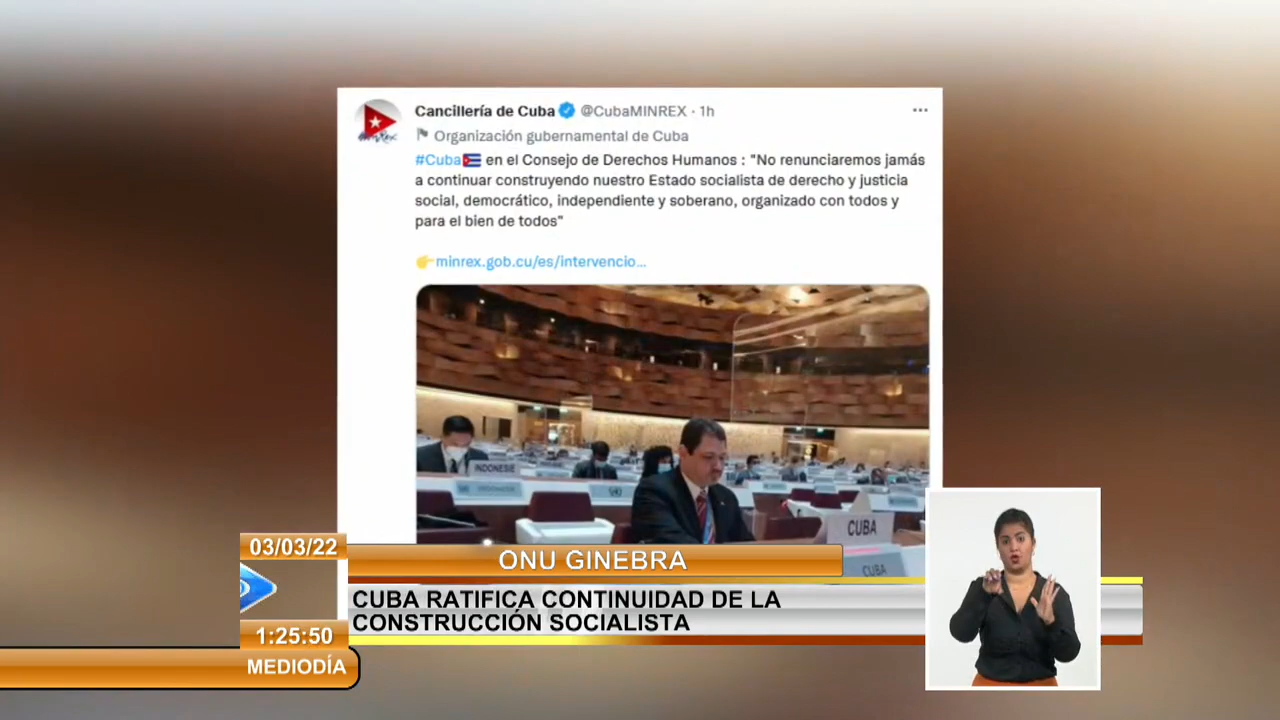 Cancillería de Cuba @CubaMINREX · 1h
Organización gubernamental de Cuba
#Cuba en el Consejo de Derechos Humanos : "No renunciaremos jamás
a continuar construyendo nuestro Estado socialista de derecho y justicia
social, democrático, independiente y soberano, organizado con todos y
para el bien de todos"
minrex.gob.cu/es/intervencio...
INDONESIE
CUBA
CUBA
03/03/22
ONU GINEBRA
CUBA RATIFICA CONTINUIDAD DE LA
CONSTRUCCIÓN SOCIALISTA
1:25:50
MEDIODÍA